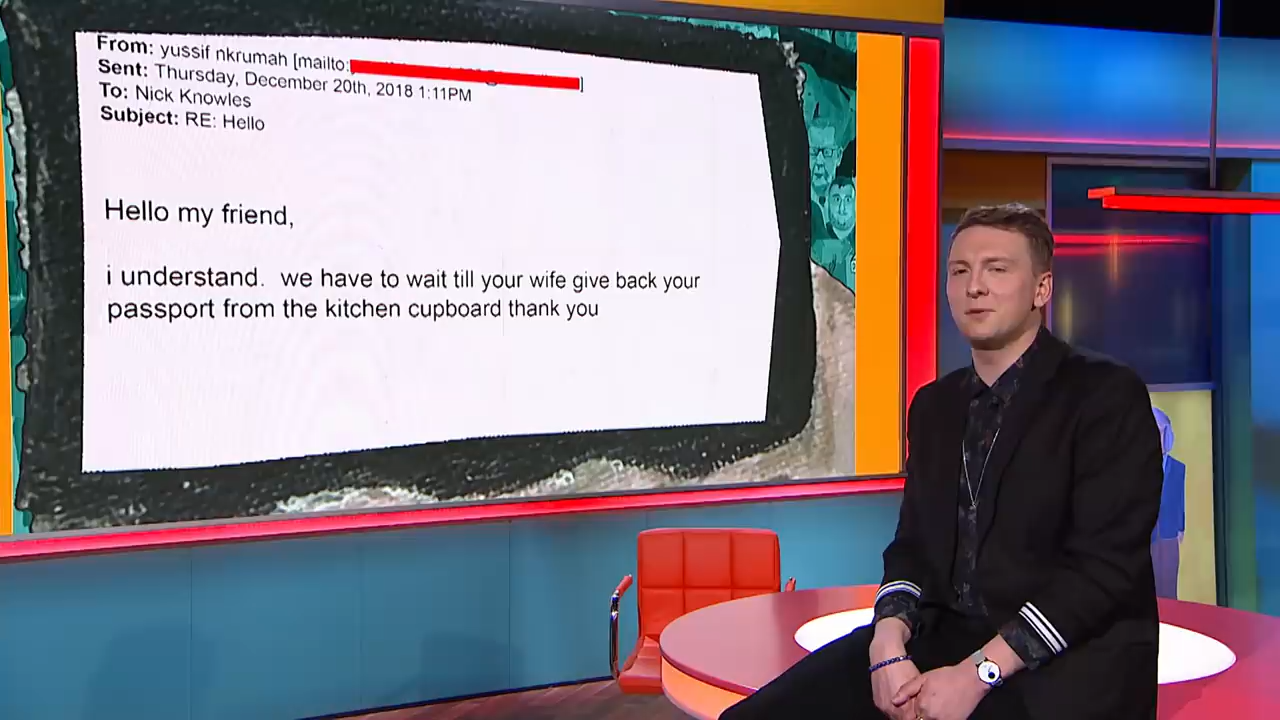 From: yussif nkrumah [mailto: ]
Sent: Thursday, December 20th, 2018 1:11PM
To: Nick Knowles
Subject: RE: Hello
Hello my friend,
i understand. we have to wait till your wife give back your
passport from the kitchen cupboard thank you